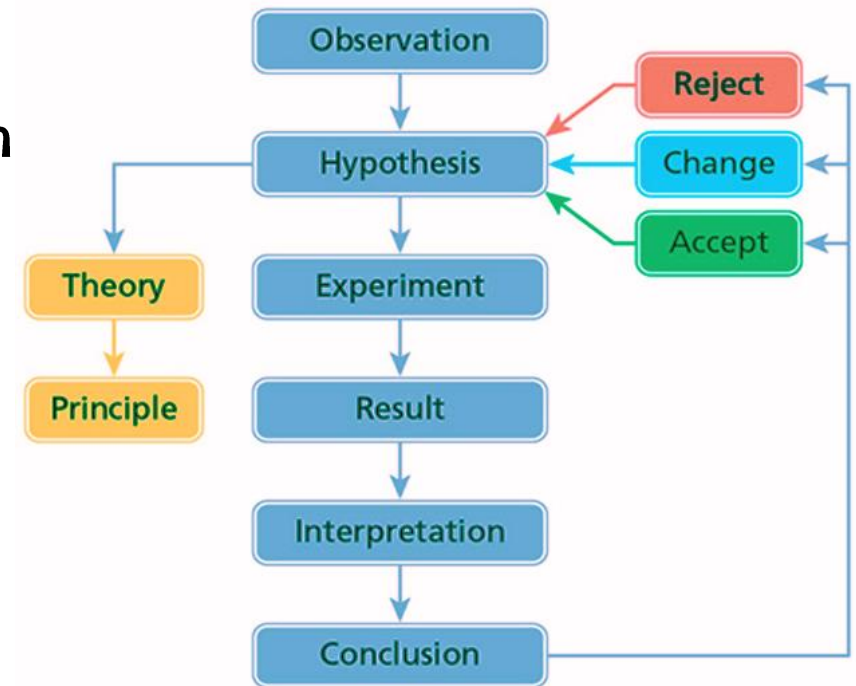 Observation
Reject
Hypothesis
Change
Accept
Theory
Experiment
Principle
Result
Interpretation
Conclusion